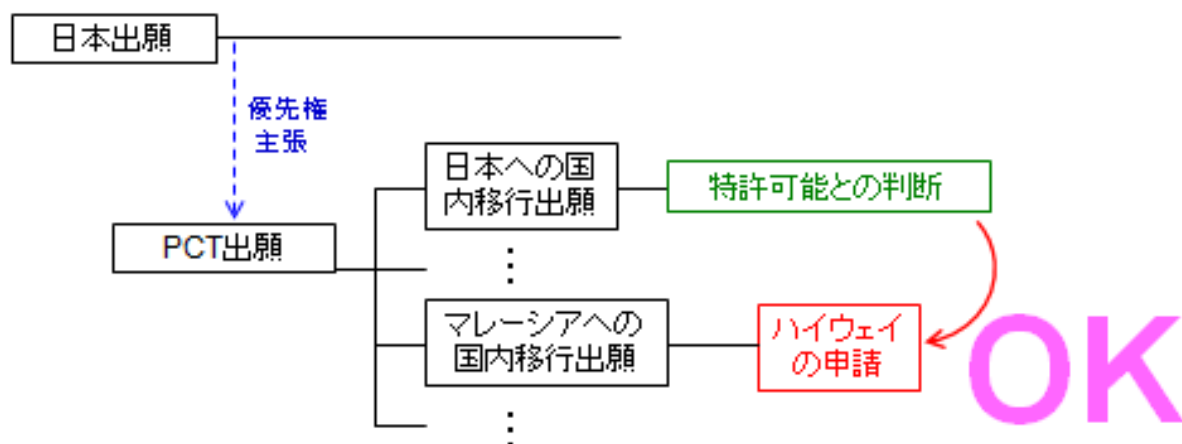 日本出願
優先権
主張
日本への国
内移行出願
特許可能との判断
PCT出願
⋮
マレーシアへの
国内移行出願
ハイウェイ
の申請
OK
⋮